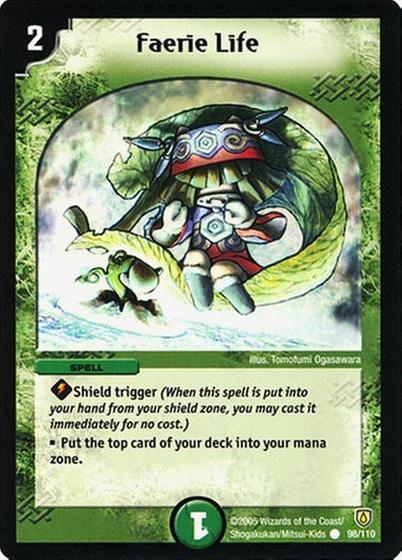 2
Faerie Life
Illus. Tomofumi Ogasawara
SPELL
Shield trigger (When this spell is put into
your hand from your shield zone, you may cast it
immediately for no cost.)
▪ Put the top card of your deck into your mana
zone.
1
©2005 Wizards of the Coast/
Shogakukan/Mitsui-Kids ● 98/110